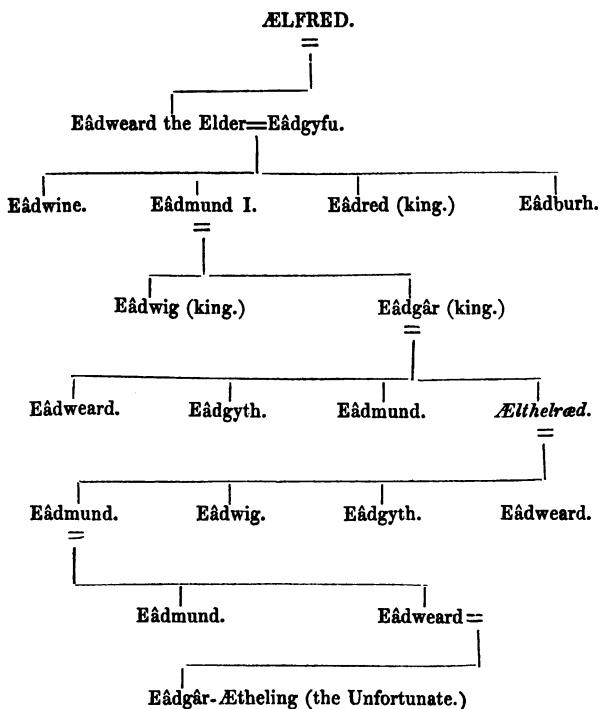 ÆLFRED.
=
Eâdweard the Elder=Eâdgyfu.
Eâdwine. Eâdmund I. Eâdred (king.) Eâdburh.
=
Eâdwig (king.) Eâdgâr (king.)
=
Eâdweard. Eâdgyth. Eâdmund. Ælthelræd.
=
Eâdmund. Eâdwig. Eâdgyth. Eâdweard.
=
Eâdmund. Eâdweard=
Eâdgâr-Ætheling (the Unfortunate.)